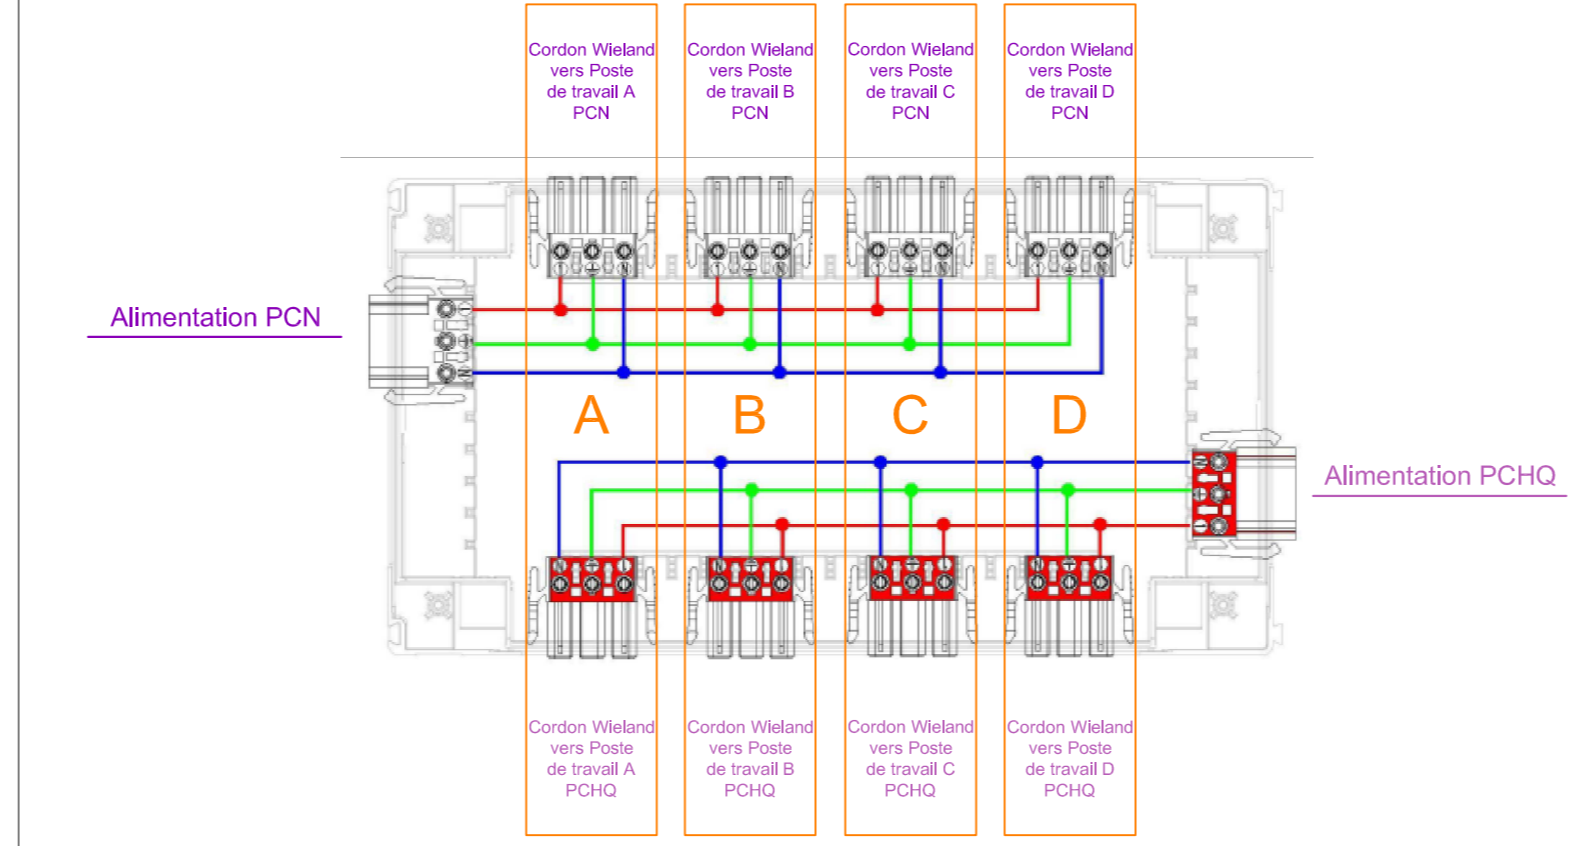 Cordon Wieland
vers Poste
de travail A
PCN
Cordon Wieland
vers Poste
de travail B
PCN
Cordon Wieland
vers Poste
de travail C
PCN
Cordon Wieland
vers Poste
de travail D
PCN
L N
L N
L N
L N
Alimentation PCN
L
N
A
B
C
D
N
L
Alimentation PCHQ
N L
N L
N L
N L
Cordon Wieland
vers Poste
de travail A
PCHQ
Cordon Wieland
vers Poste
de travail B
PCHQ
Cordon Wieland
vers Poste
de travail C
PCHQ
Cordon Wieland
vers Poste
de travail D
PCHQ